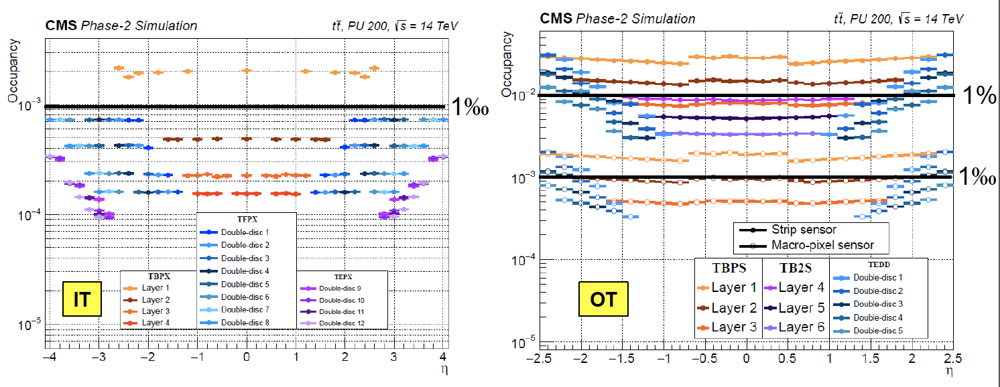 CMS Phase-2 Simulation
tt̅, PU 200, √s = 14 TeV
Occupancy
10⁻³
1‰
10⁻⁴
10⁻⁵
TFPX
Double-disc 1
Double-disc 2
Double-disc 3
Double-disc 4
Double-disc 5
Double-disc 6
Double-disc 7
Double-disc 8
TBPX
Layer 1
Layer 2
Layer 3
Layer 4
TEPX
Double-disc 9
Double-disc 10
Double-disc 11
Double-disc 12
IT
−4 −3 −2 −1 0 1 2 3 4
η
CMS Phase-2 Simulation
tt̅, PU 200, √s = 14 TeV
Occupancy
10⁻²
1%
10⁻³
1‰
10⁻⁴
10⁻⁵
Strip sensor
Macro-pixel sensor
TBPS
Layer 1
Layer 2
Layer 3
TB2S
Layer 4
Layer 5
Layer 6
TEDD
Double-disc 1
Double-disc 2
Double-disc 3
Double-disc 4
Double-disc 5
OT
−2.5 −2 −1.5 −1 −0.5 0 0.5 1 1.5 2 2.5
η